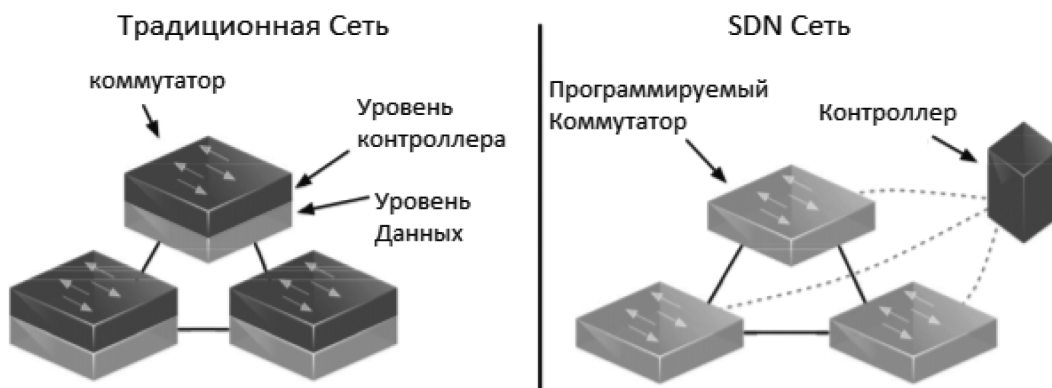 Традиционная Сеть
коммутатор
Уровень
контроллера
Уровень
Данных
SDN Сеть
Программируемый
Коммутатор
Контроллер